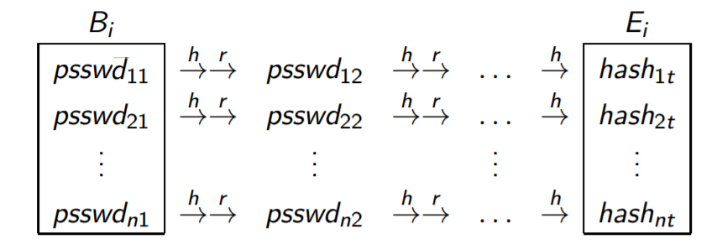 B_i E_i
psswd_11 →^h →^r psswd_12 →^h →^r ... →^h hash_1t
psswd_21 →^h →^r psswd_22 →^h →^r ... →^h hash_2t
⋮ ⋮ ⋮ ⋮
psswd_n1 →^h →^r psswd_n2 →^h →^r ... →^h hash_nt